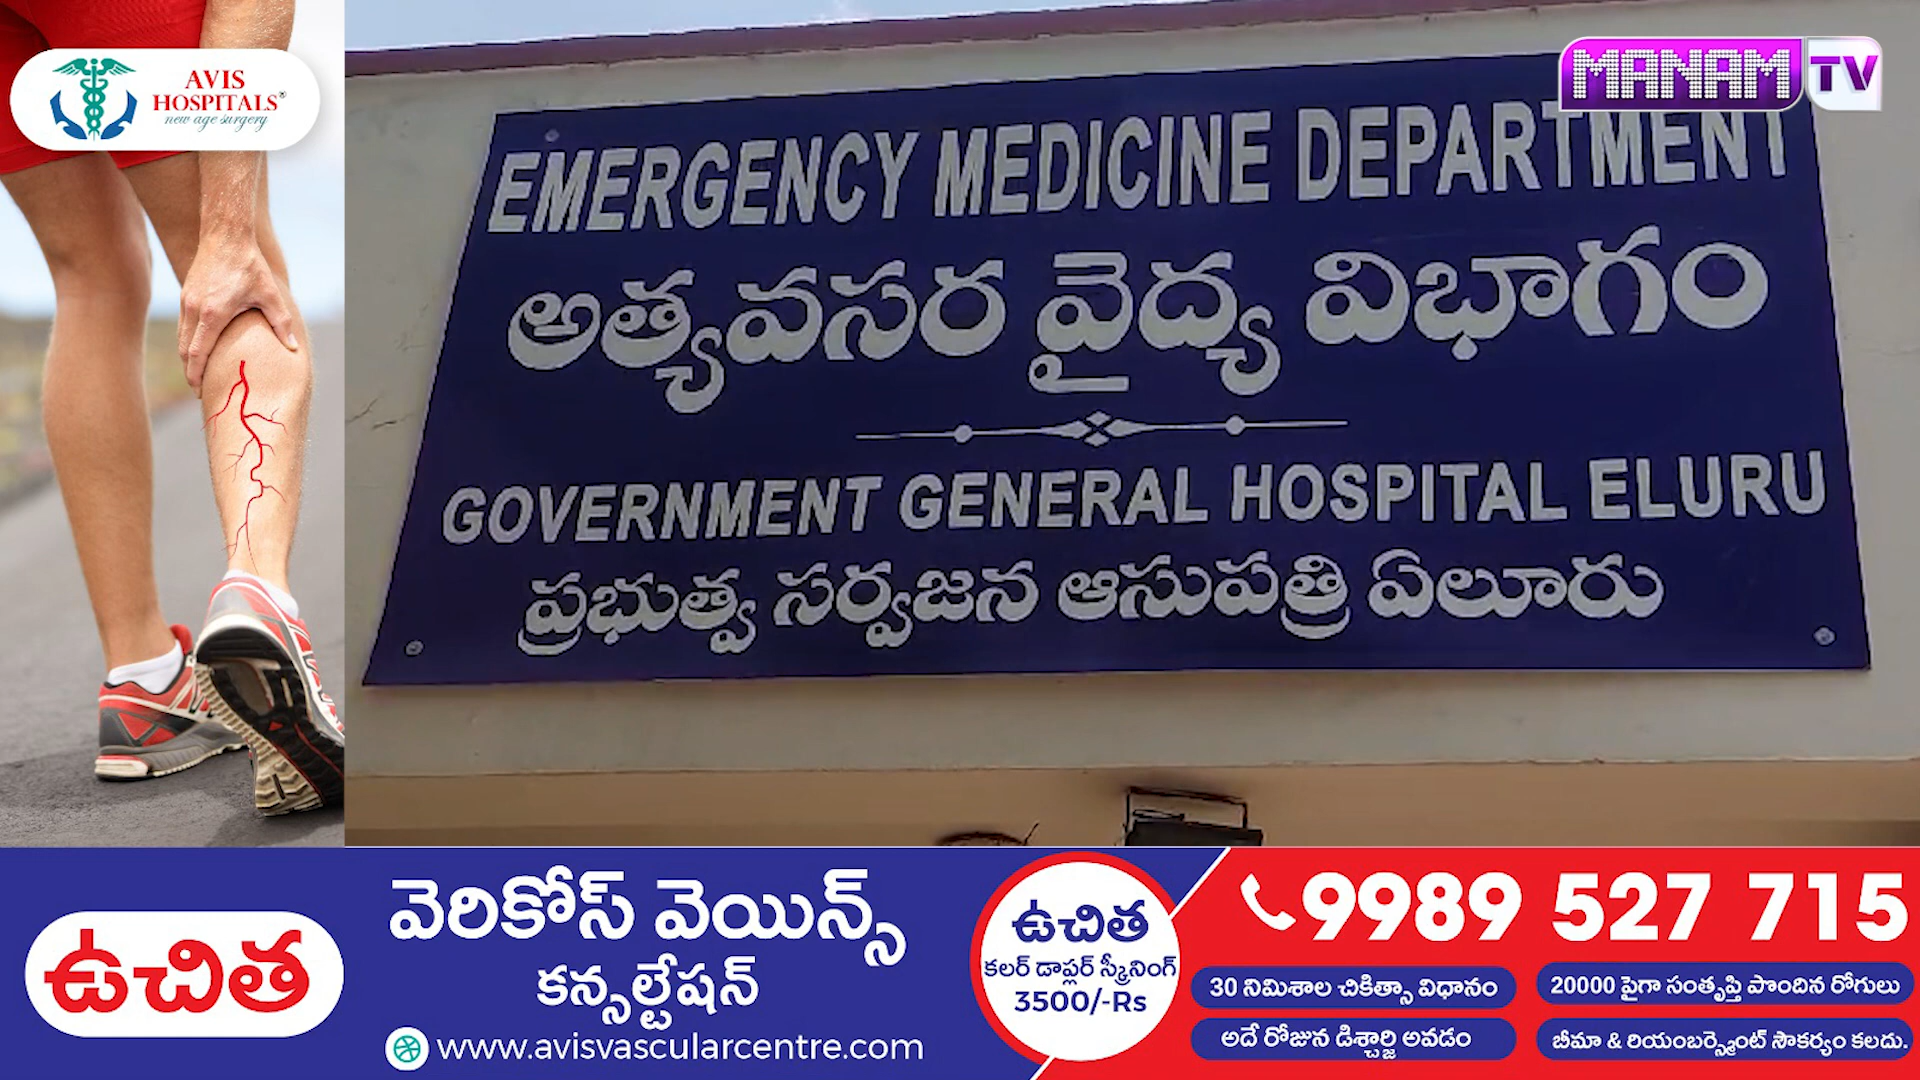 AVIS
HOSPITALS
new age surgery
MANAM TV
EMERGENCY MEDICINE DEPARTMENT
అత్యవసర వైద్య విభాగం
GOVERNMENT GENERAL HOSPITAL ELURU
ప్రభుత్వ సర్వజన ఆసుపత్రి ఏలూరు
ఉచిత
వెరికోస్ వెయిన్స్
కన్సల్టేషన్
www.avisvascularcentre.com
ఉచిత
కలర్ డాప్లర్ స్క్రీనింగ్
3500/-Rs
9989 527 715
30 నిమిశాల చికిత్సా విధానం
20000 పైగా సంతృప్తి పొందిన రోగులు
అదే రోజున డిశ్చార్జి అవడం
బీమా & రియంబర్స్మెంట్ సౌకర్యం కలదు.